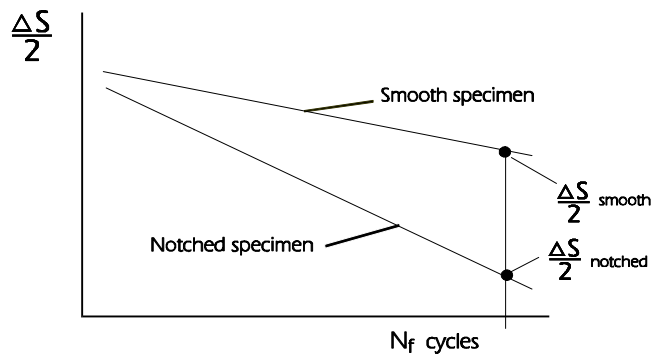 ΔS
2
Smooth specimen
ΔS
2 smooth
Notched specimen
ΔS
2 notched
Nf cycles